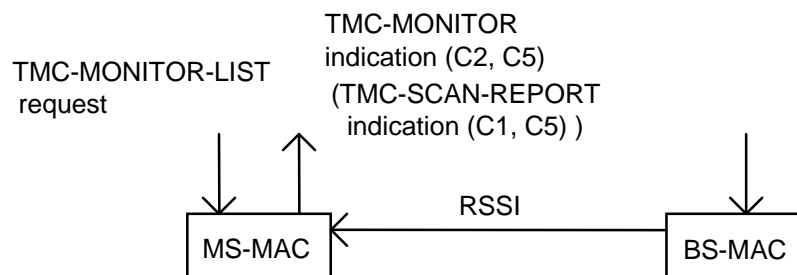 TMC-MONITOR
indication (C2, C5)
TMC-MONITOR-LIST
request
(TMC-SCAN-REPORT
indication (C1, C5) )
RSSI
MS-MAC
BS-MAC